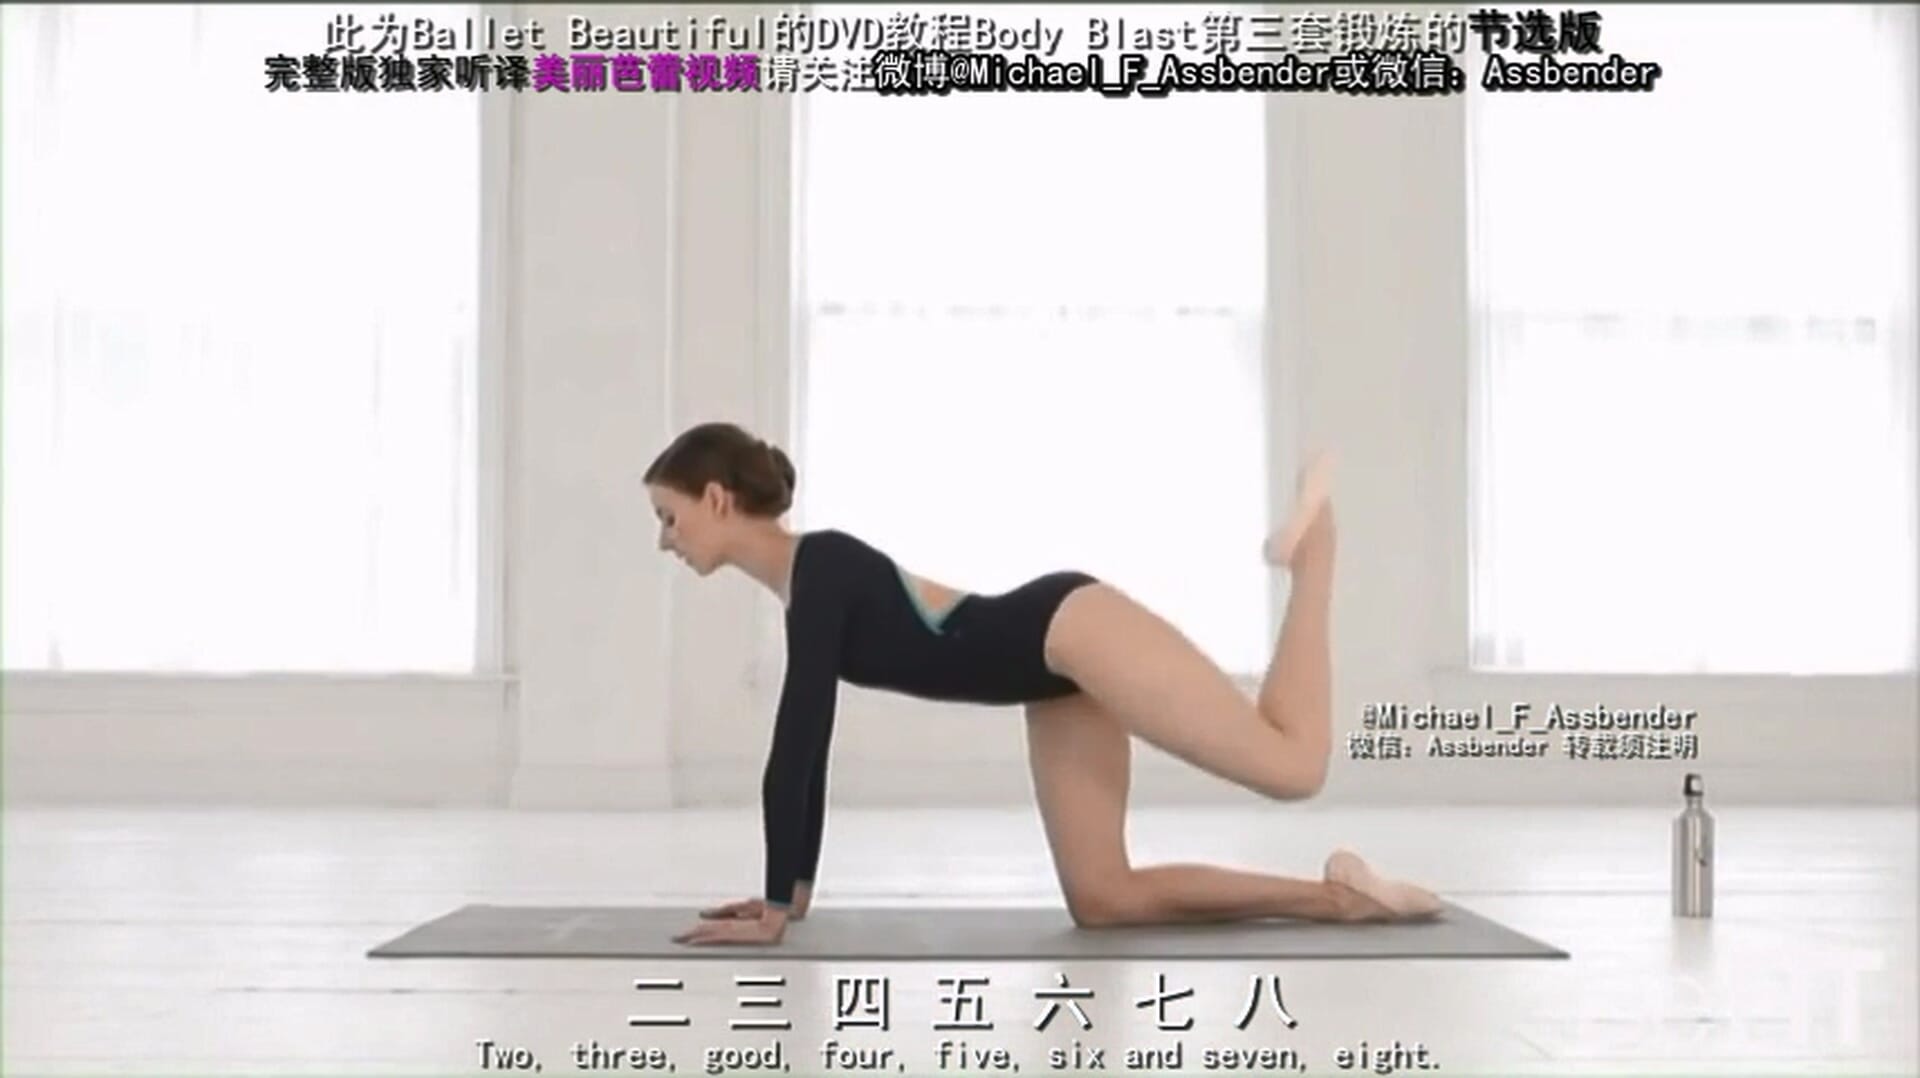 此为Ballet Beautiful的DVD教程Body Blast第三套锻炼的节选版
完整版独家听译美丽芭蕾视频请关注微博@Michael_F_Assbender或微信：Assbender
@Michael_F_Assbender
微信：Assbender 转载须注明
二 三 四 五 六 七 八
Two, three, good, four, five, six and seven, eight.